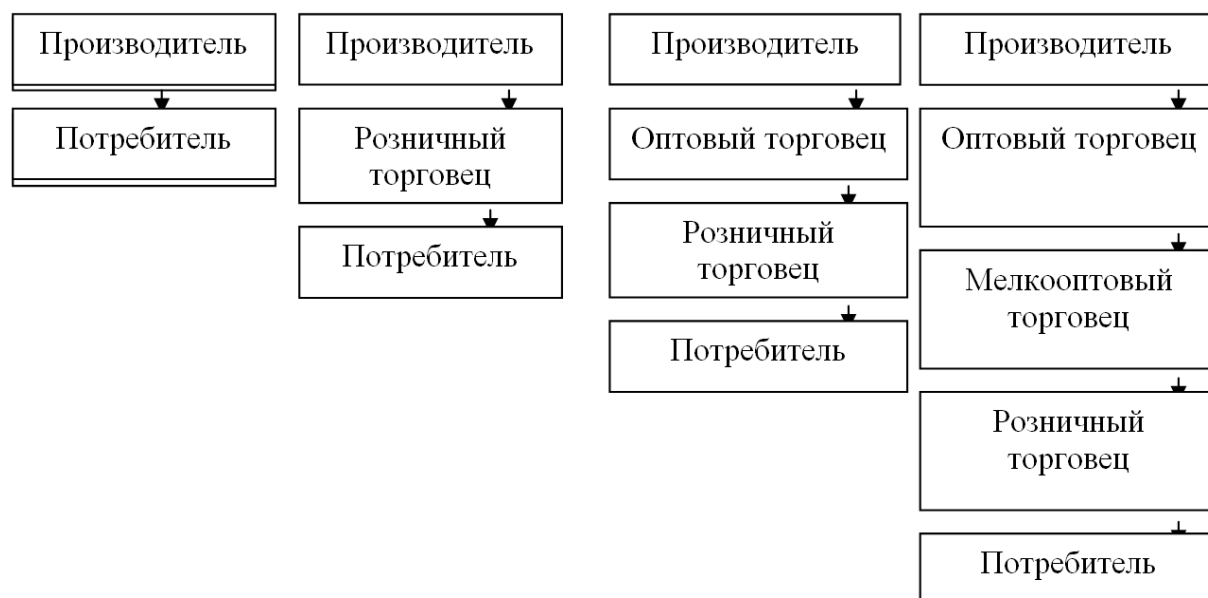 Производитель
Потребитель
Производитель
Розничный
торговец
Потребитель
Производитель
Оптовый торговец
Розничный
торговец
Потребитель
Производитель
Оптовый торговец
Мелкооптовый
торговец
Розничный
торговец
Потребитель